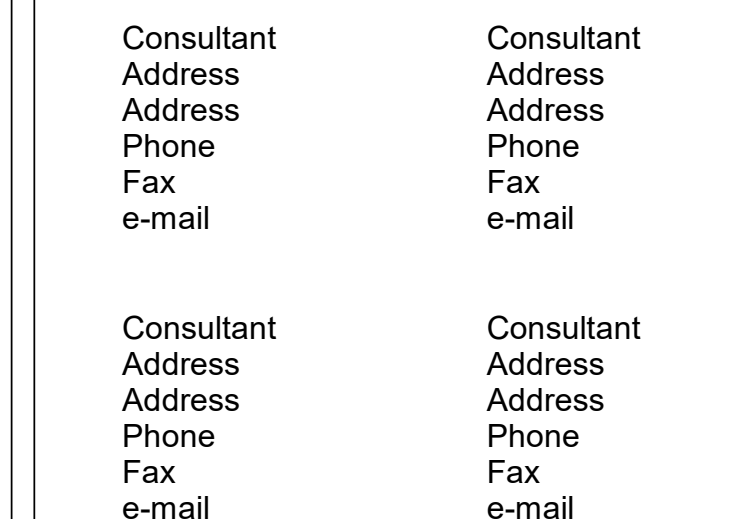 Consultant
Address
Address
Phone
Fax
e-mail
Consultant
Address
Address
Phone
Fax
e-mail
Consultant
Address
Address
Phone
Fax
e-mail
Consultant
Address
Address
Phone
Fax
e-mail